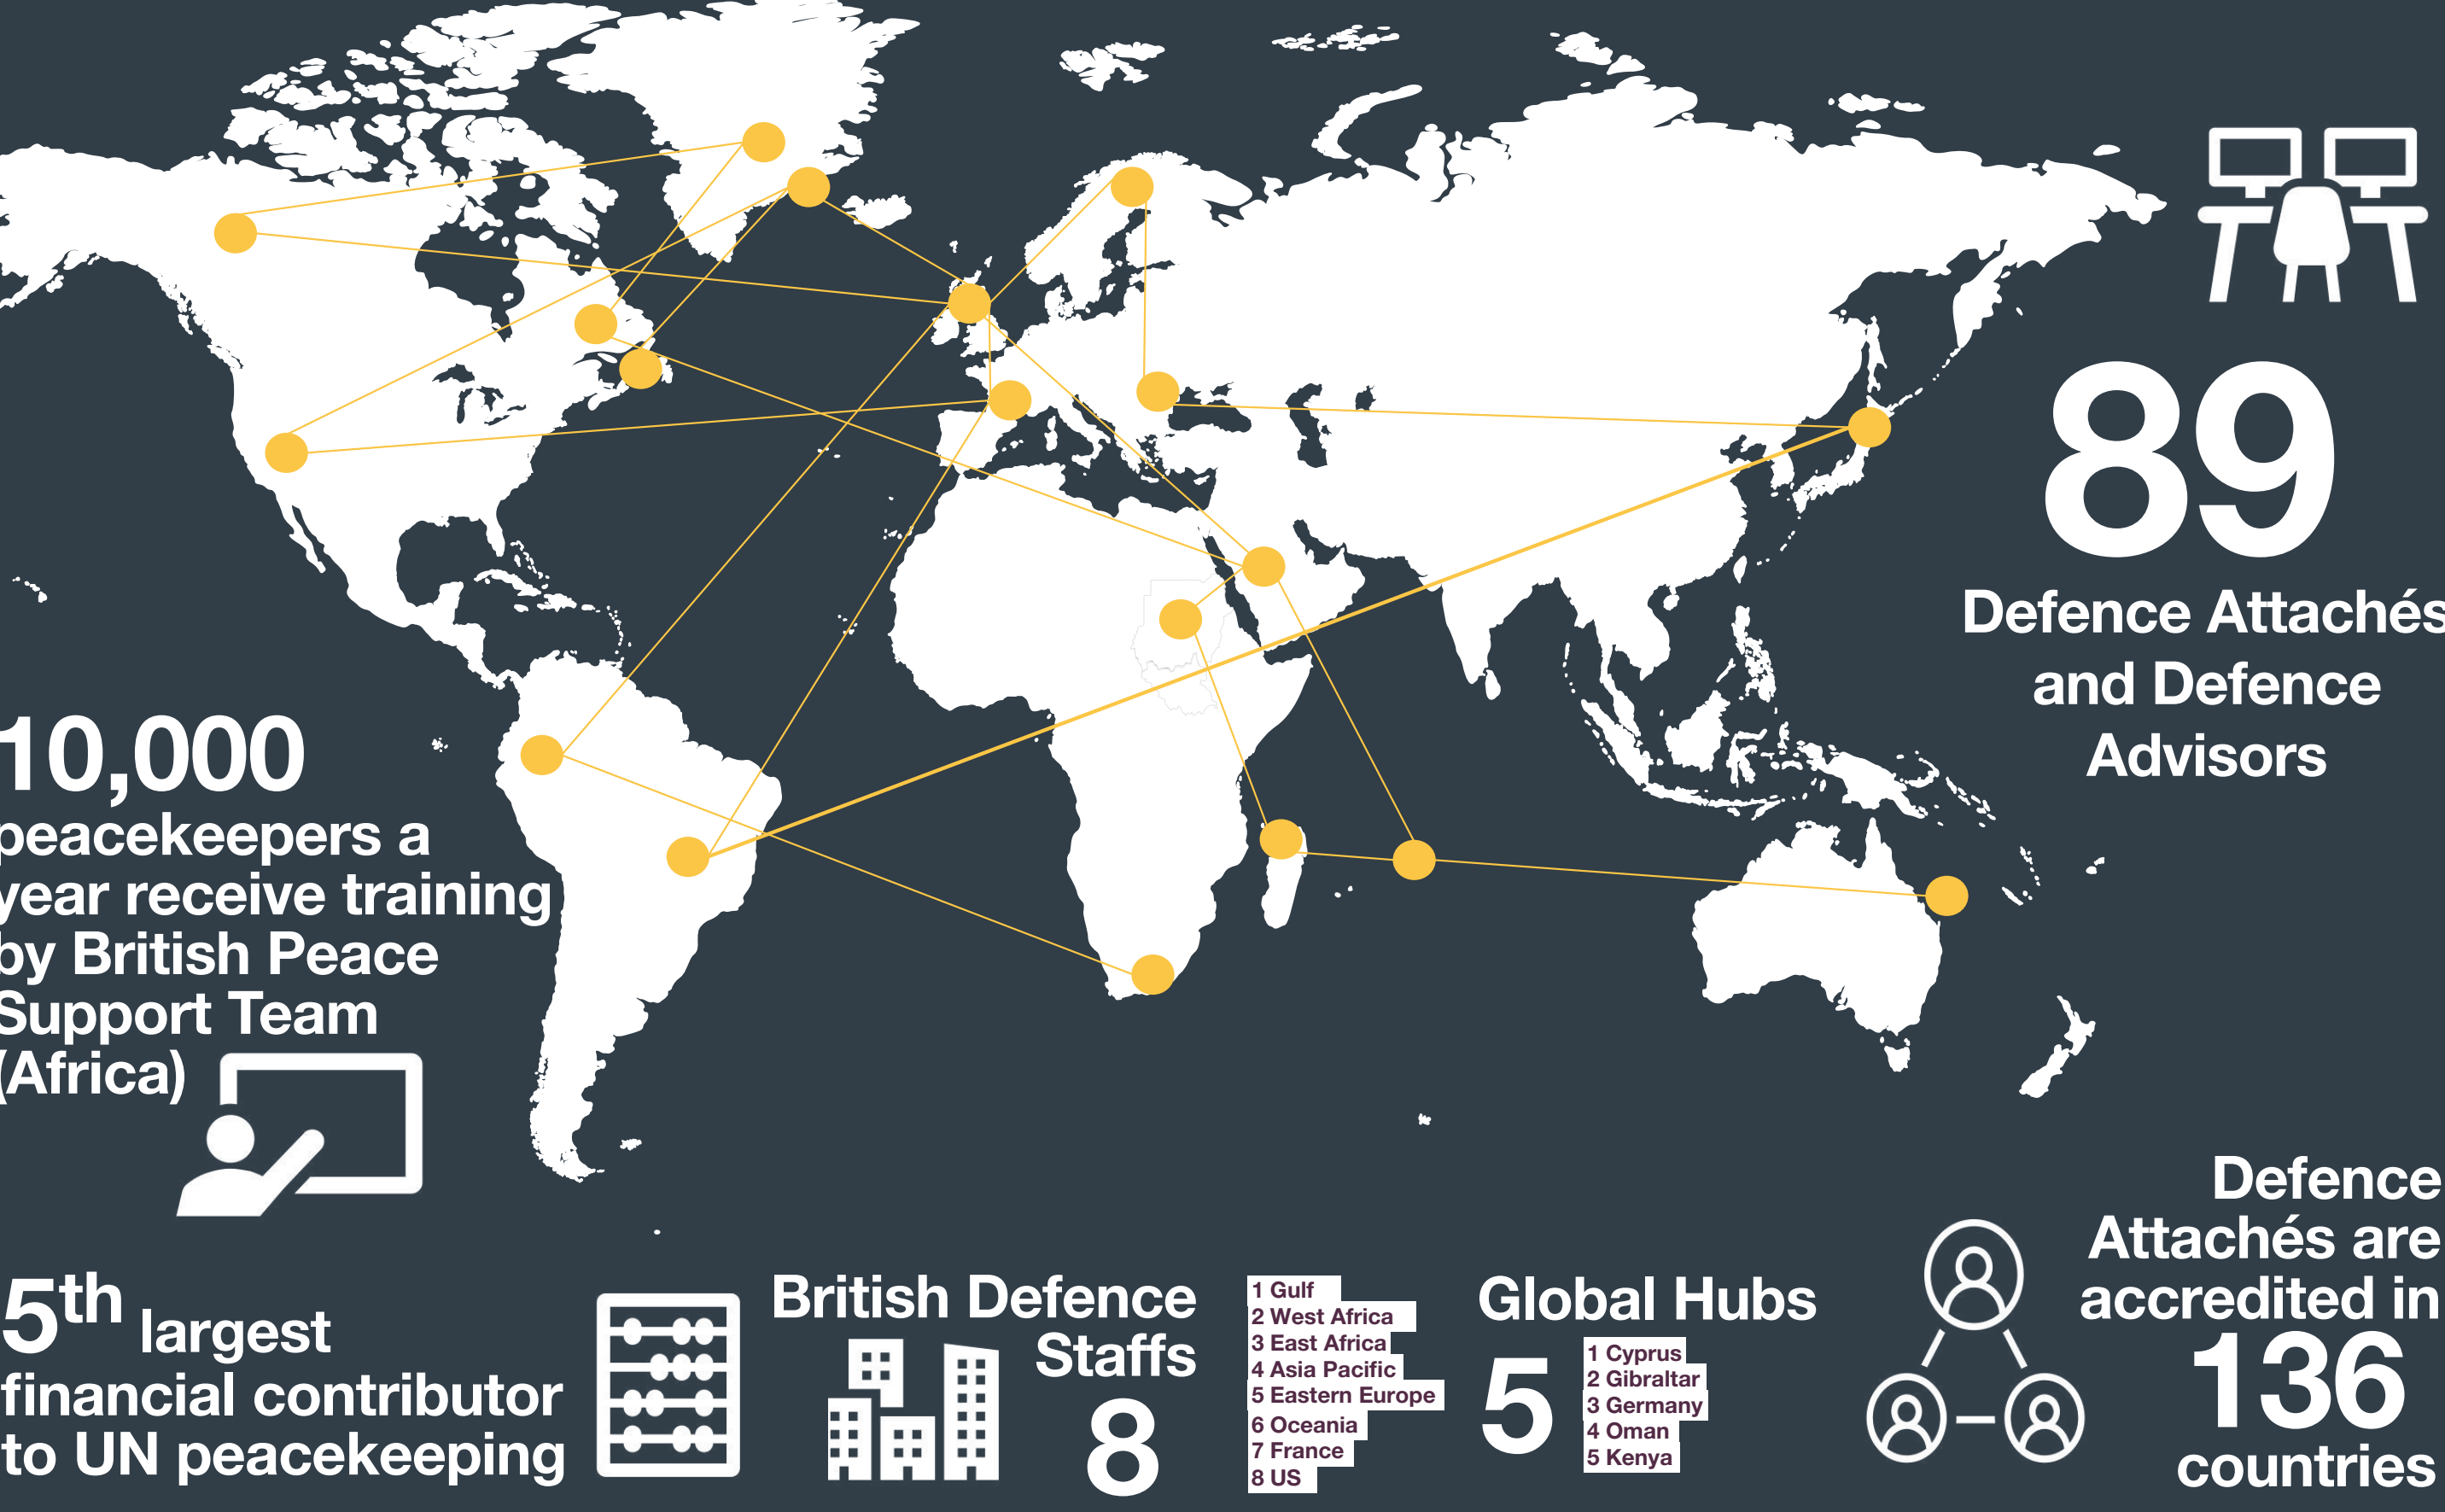 89
Defence Attachés
and Defence
Advisors
10,000
peacekeepers a
year receive training
by British Peace
Support Team
(Africa)
5th largest
financial contributor
to UN peacekeeping
British Defence
Staffs
8
1 Gulf
2 West Africa
3 East Africa
4 Asia Pacific
5 Eastern Europe
6 Oceania
7 France
8 US
Global Hubs
5
1 Cyprus
2 Gibraltar
3 Germany
4 Oman
5 Kenya
Defence
Attachés are
accredited in
136
countries